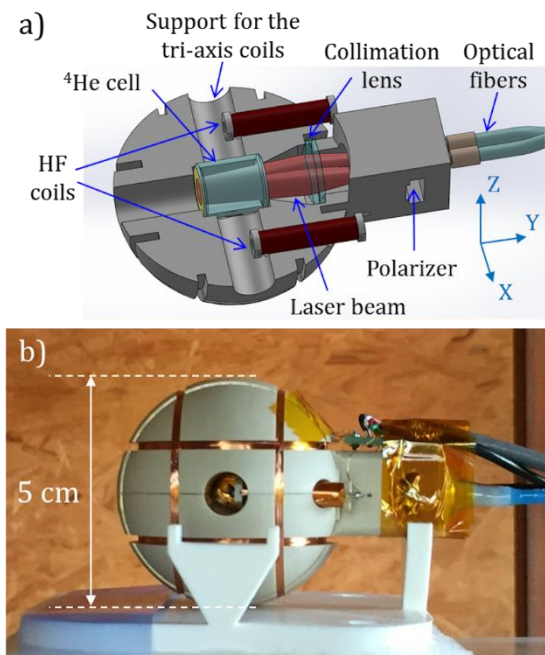 a)
Support for the
tri-axis coils
⁴He cell
Collimation
lens
Optical
fibers
HF
coils
Z
Y
X
Polarizer
Laser beam
b)
5 cm